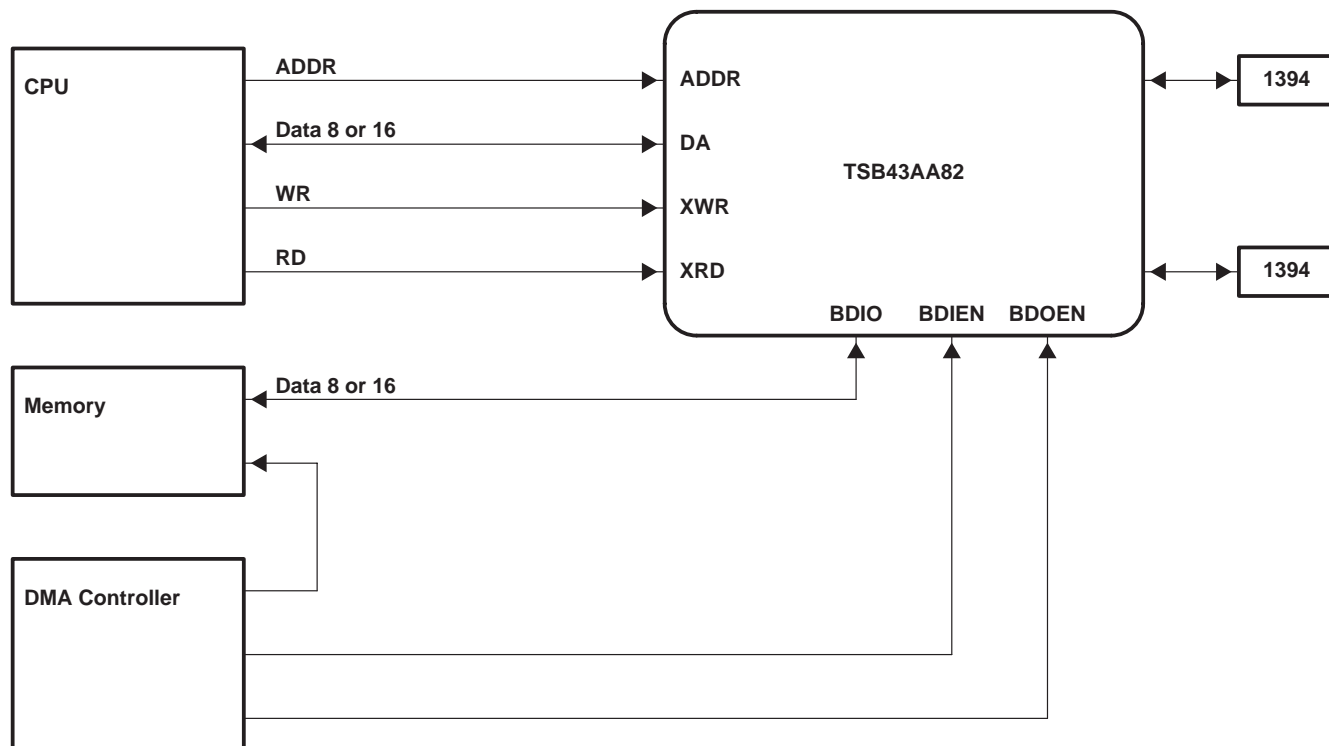 CPU
ADDR
Data 8 or 16
WR
RD
ADDR
DA
XWR
XRD
TSB43AA82
BDIO BDIEN BDOEN
1394
1394
Memory
Data 8 or 16
DMA Controller